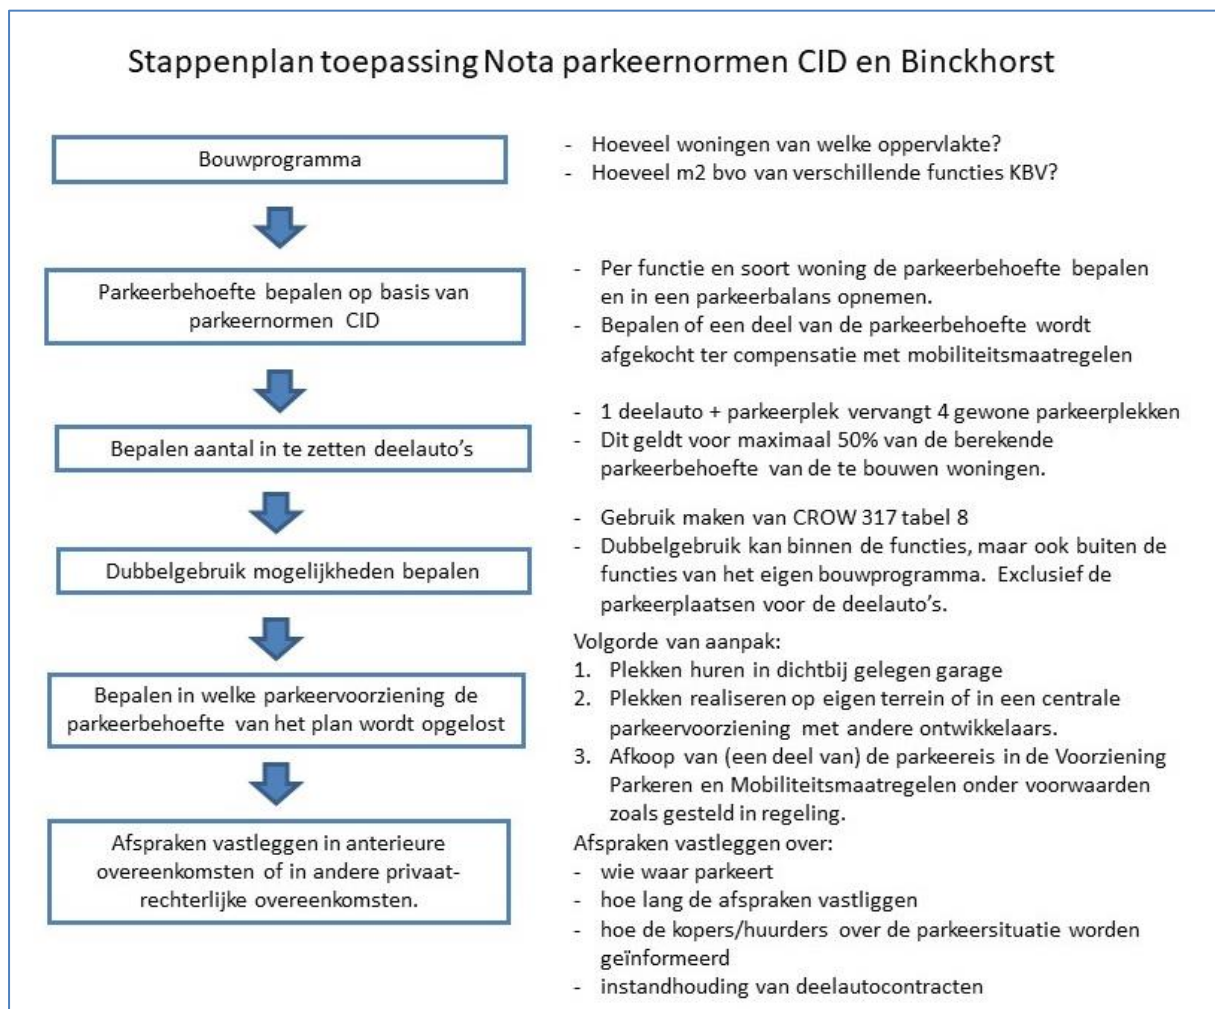 Stappenplan toepassing Nota parkeernormen CID en Binckhorst
Bouwprogramma
- Hoeveel woningen van welke oppervlakte?
- Hoeveel m2 bvo van verschillende functies KBV?
Parkeerbehoefte bepalen op basis van
parkeernormen CID
- Per functie en soort woning de parkeerbehoefte bepalen
en in een parkeerbalans opnemen.
- Bepalen of een deel van de parkeerbehoefte wordt
afgekocht ter compensatie met mobiliteitsmaatregelen
Bepalen aantal in te zetten deelauto's
- 1 deelauto + parkeerplek vervangt 4 gewone parkeerplekken
- Dit geldt voor maximaal 50% van de berekende
parkeerbehoefte van de te bouwen woningen.
Dubbelgebruik mogelijkheden bepalen
- Gebruik maken van CROW 317 tabel 8
- Dubbelgebruik kan binnen de functies, maar ook buiten de
functies van het eigen bouwprogramma. Exclusief de
parkeerplaatsen voor de deelauto's.
Bepalen in welke parkeervoorziening de
parkeerbehoefte van het plan wordt opgelost
Volgorde van aanpak:
1. Plekken huren in dichtbij gelegen garage
2. Plekken realiseren op eigen terrein of in een centrale
parkeervoorziening met andere ontwikkelaars.
3. Afkoop van (een deel van) de parkeereis in de Voorziening
Parkeren en Mobiliteitsmaatregelen onder voorwaarden
zoals gesteld in regeling.
Afspraken vastleggen in anterieure
overeenkomsten of in andere privaat-
rechterlijke overeenkomsten.
Afspraken vastleggen over:
- wie waar parkeert
- hoe lang de afspraken vastliggen
- hoe de kopers/huurders over de parkeersituatie worden
geïnformeerd
- instandhouding van deelautocontracten